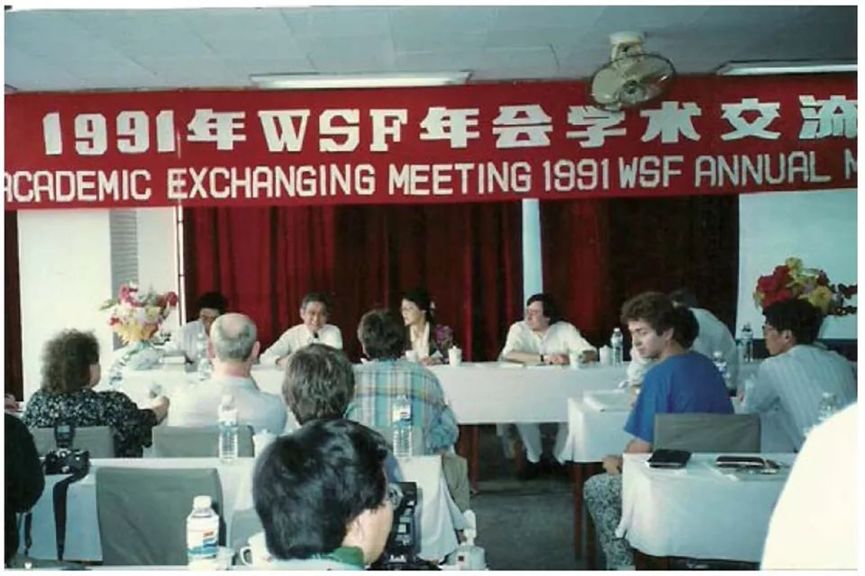 1991年WSF年会学术交流
ACADEMIC EXCHANGING MEETING 1991 WSF ANNUAL M